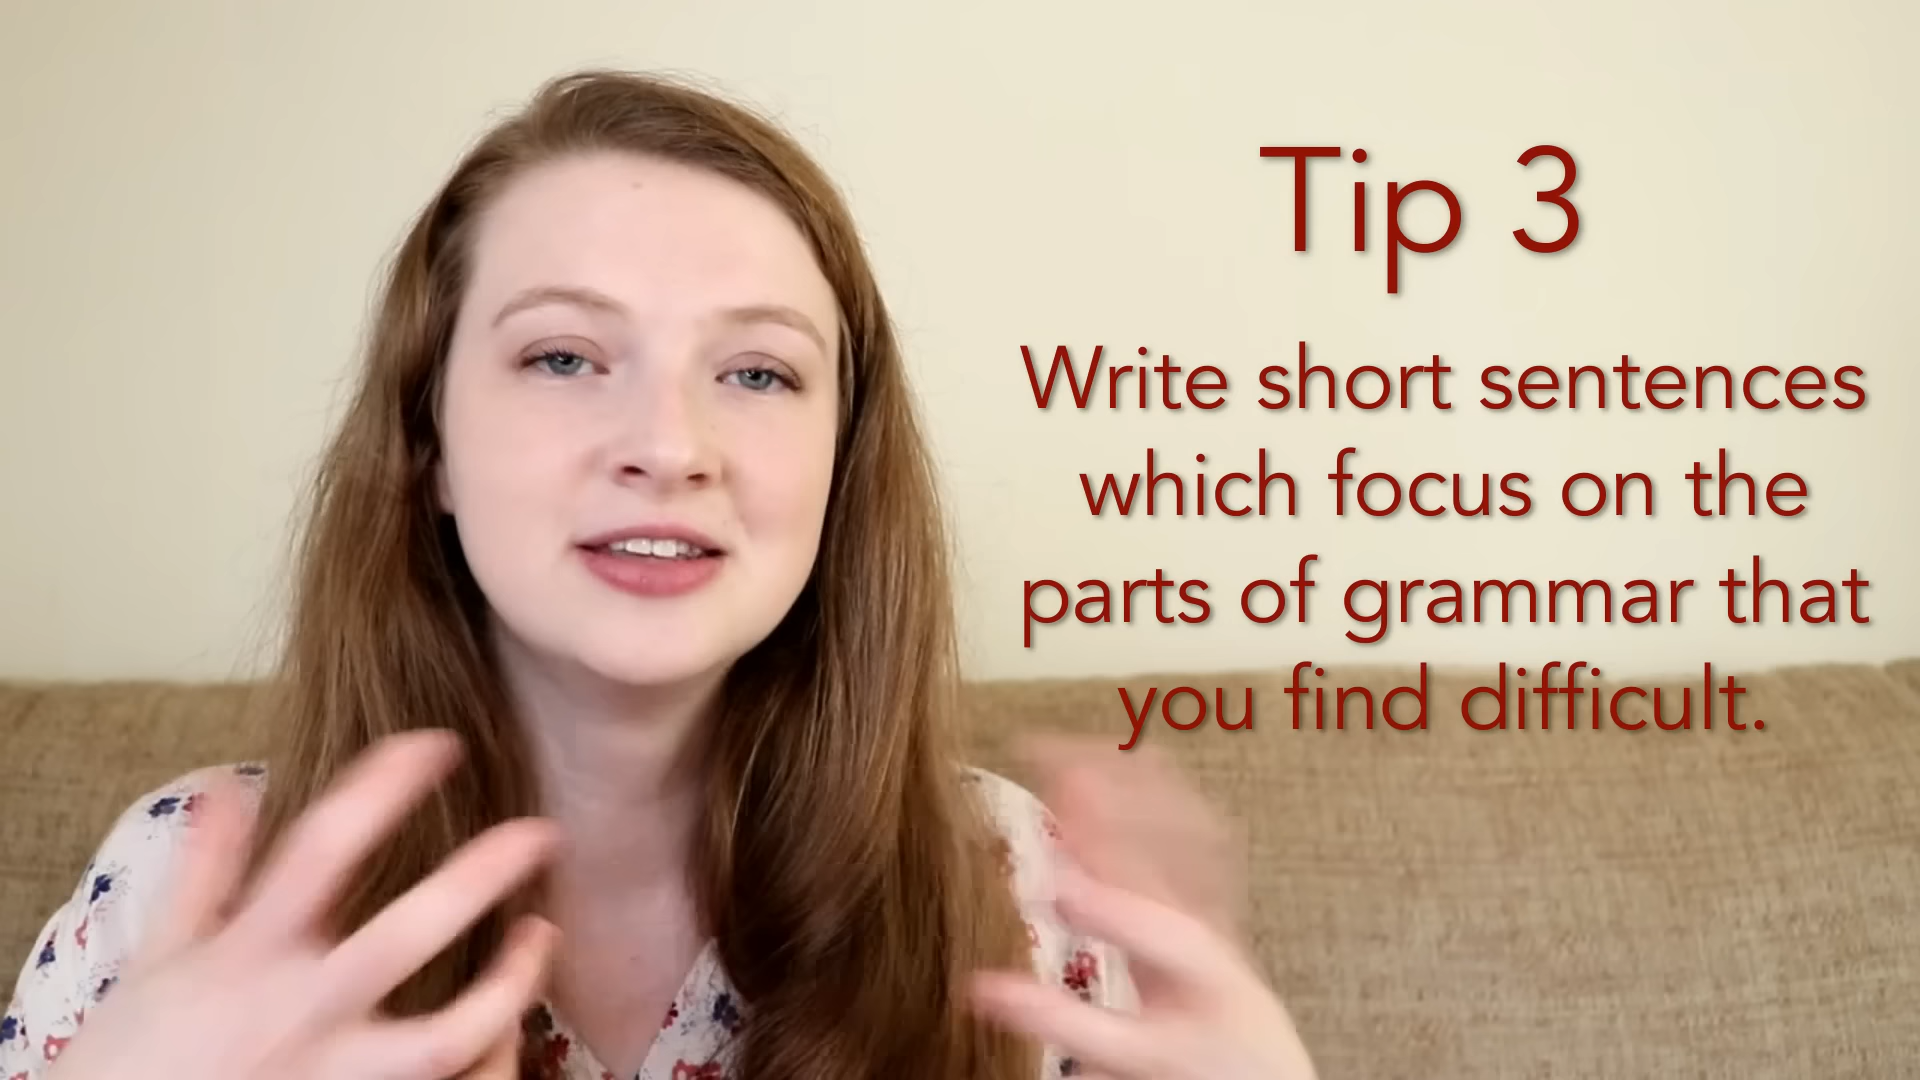 Tip 3
Write short sentences
which focus on the
parts of grammar that
you find difficult.